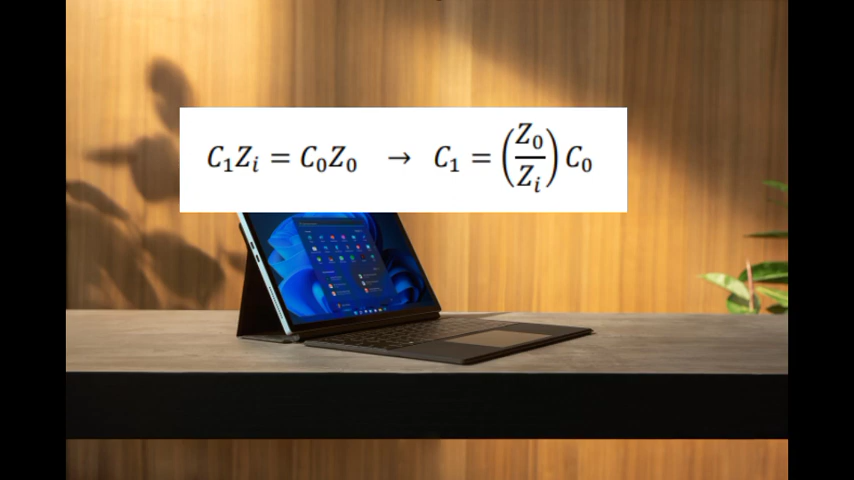 C₁Zᵢ = C₀Z₀ → C₁ = (Z₀/Zᵢ) C₀